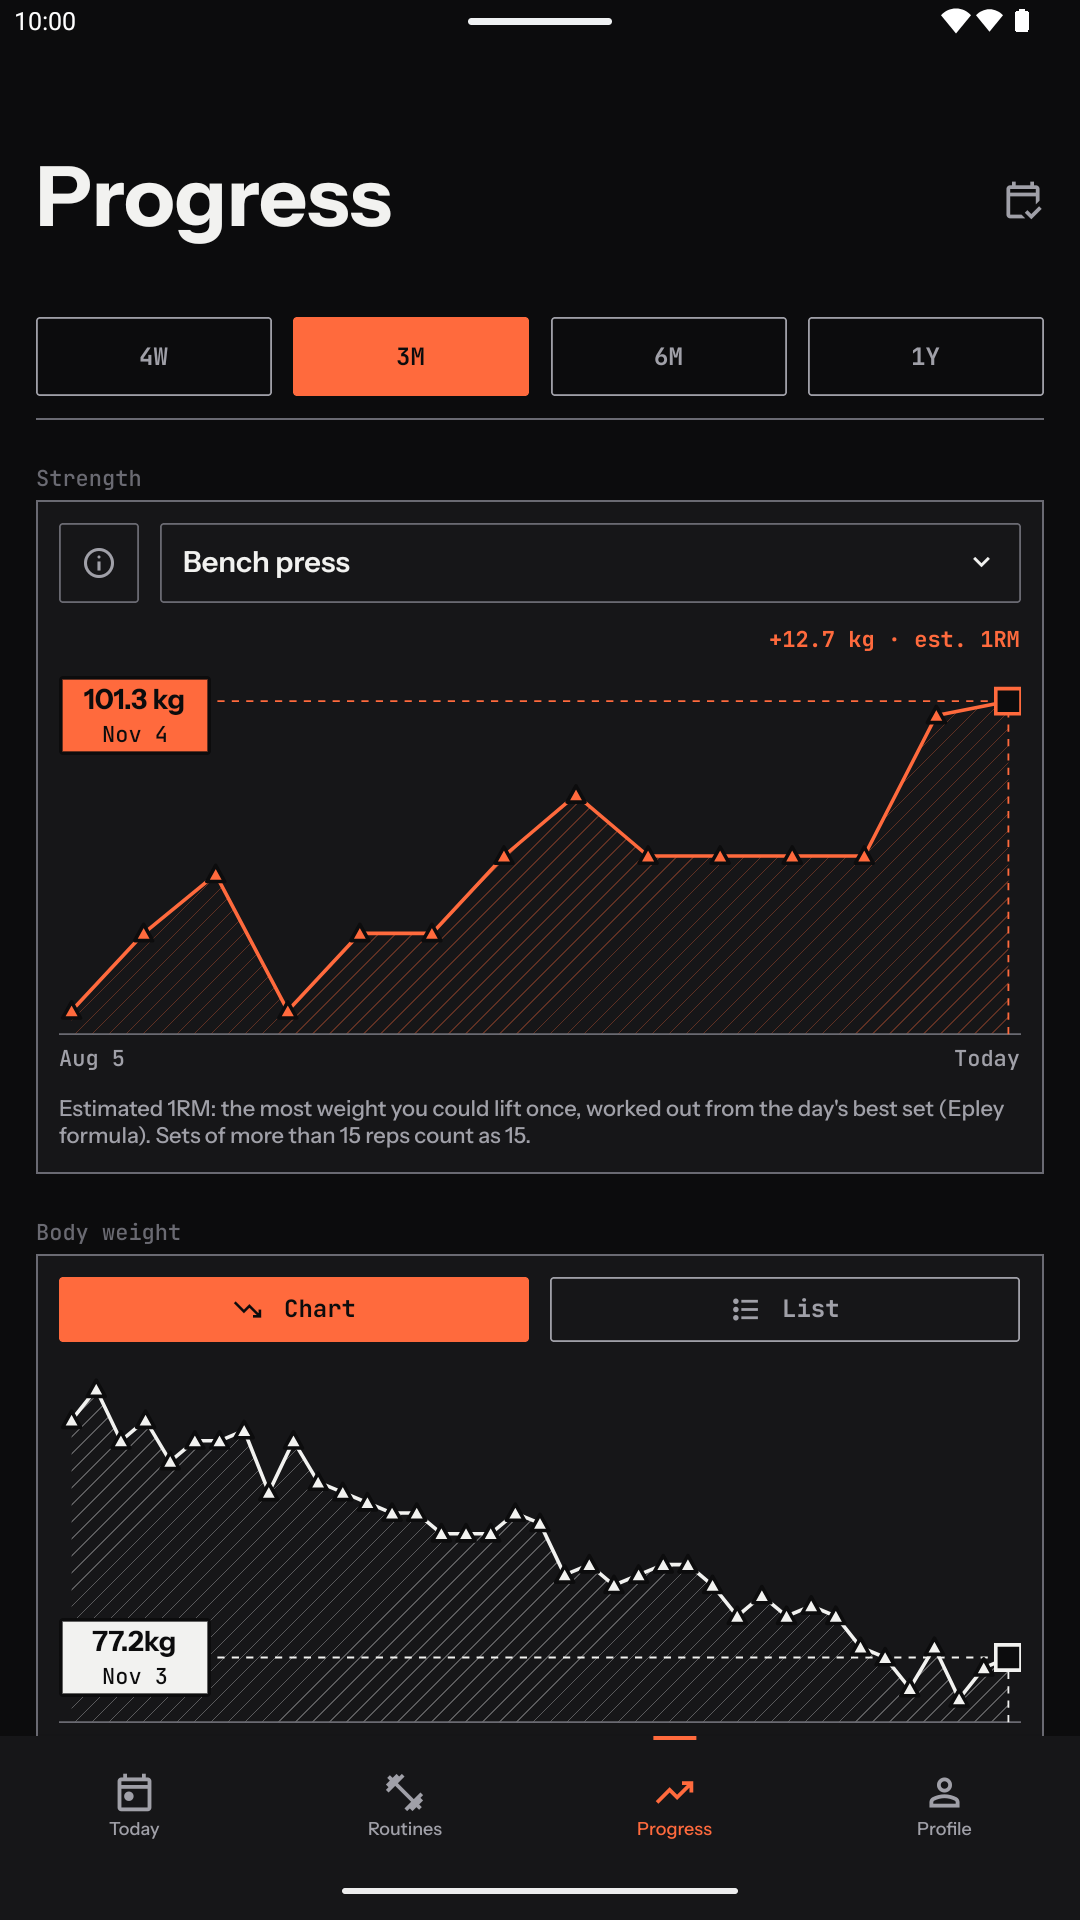 10:00
Progress
4W
3M
6M
1Y
Strength
Bench press
+12.7 kg · est. 1RM
101.3 kg
Nov 4
Aug 5
Today
Estimated 1RM: the most weight you could lift once, worked out from the day's best set (Epley
formula). Sets of more than 15 reps count as 15.
Body weight
Chart
List
77.2kg
Nov 3
Today
Routines
Progress
Profile